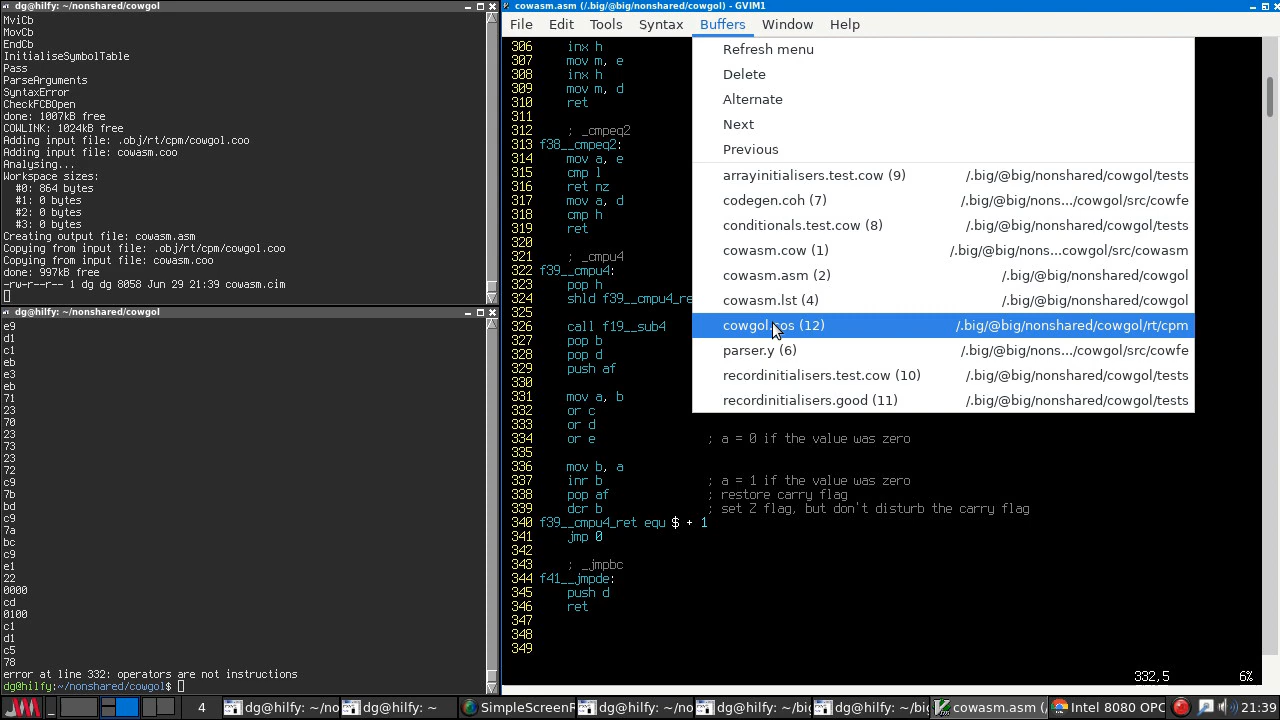 dg@hilfy: ~/nonshared/cowgol
MviCb
MovCb
EndCb
InitialiseSymbolTable
Pass
ParseArguments
SyntaxError
CheckFCBOpen
done: 1007kB free
COWLINK: 1024kB free
Adding input file: .obj/rt/cpm/cowgol.coo
Adding input file: cowasm.coo
Analysing...
Workspace sizes:
#0: 864 bytes
#1: 0 bytes
#2: 0 bytes
#3: 0 bytes
Creating output file: cowasm.asm
Copying from input file: .obj/rt/cpm/cowgol.coo
Copying from input file: cowasm.coo
done: 997kB free
-rw-r--r-- 1 dg dg 8058 Jun 29 21:39 cowasm.cim
dg@hilfy: ~/nonshared/cowgol
e9
d1
c1
eb
e3
eb
71
23
70
23
73
23
72
c9
7b
bd
c9
7a
bc
c9
e1
22
0000
cd
0100
c1
d1
c5
78
error at line 332: operators are not instructions
dg@hilfy:~/nonshared/cowgol$
cowasm.asm (/.big/@big/nonshared/cowgol) - GVIM1
File Edit Tools Syntax Buffers Window Help
306 inx h
307 mov m, e
308 inx h
309 mov m, d
310 ret
311
312 ; _cmpeq2
313 f38__cmpeq2:
314 mov a, e
315 cmp l
316 ret nz
317 mov a, d
318 cmp h
319 ret
320
321 ; _cmpu4
322 f39__cmpu4:
323 pop h
324 shld f39__cmpu4_re
325
326 call f19__sub4
327 pop b
328 pop d
329 push af
330
331 mov a, b
332 or c
333 or d
334 or e ; a = 0 if the value was zero
335
336 mov b, a
337 inr b ; a = 1 if the value was zero
338 pop af ; restore carry flag
339 dcr b ; set Z flag, but don't disturb the carry flag
340 f39__cmpu4_ret equ $ + 1
341 jmp 0
342
343 ; _jmpbc
344 f41__jmpde:
345 push d
346 ret
347
348
349
332,5 6%
Refresh menu
Delete
Alternate
Next
Previous
arrayinitialisers.test.cow (9) /.big/@big/nonshared/cowgol/tests
codegen.coh (7) /.big/@big/nons.../cowgol/src/cowfe
conditionals.test.cow (8) /.big/@big/nonshared/cowgol/tests
cowasm.cow (1) /.big/@big/nons...cowgol/src/cowasm
cowasm.asm (2) /.big/@big/nonshared/cowgol
cowasm.lst (4) /.big/@big/nonshared/cowgol
cowgol.cos (12) /.big/@big/nonshared/cowgol/rt/cpm
parser.y (6) /.big/@big/nons.../cowgol/src/cowfe
recordinitialisers.test.cow (10) /.big/@big/nonshared/cowgol/tests
recordinitialisers.good (11) /.big/@big/nonshared/cowgol/tests
4 dg@hilfy: ~/no dg@hilfy: ~ SimpleScreenR dg@hilfy: ~/no dg@hilfy: ~/big dg@hilfy: ~/big cowasm.asm (/ Intel 8080 OPC 21:39